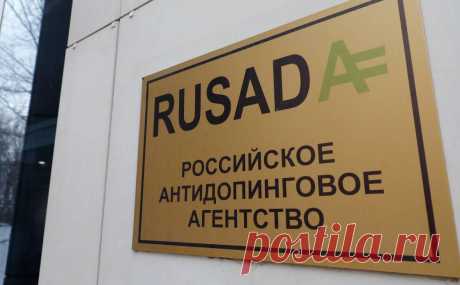 RUSADA
РОССИЙСКОЕ
АНТИДОПИНГОВОЕ
АГЕНТСТВО
postila.ru